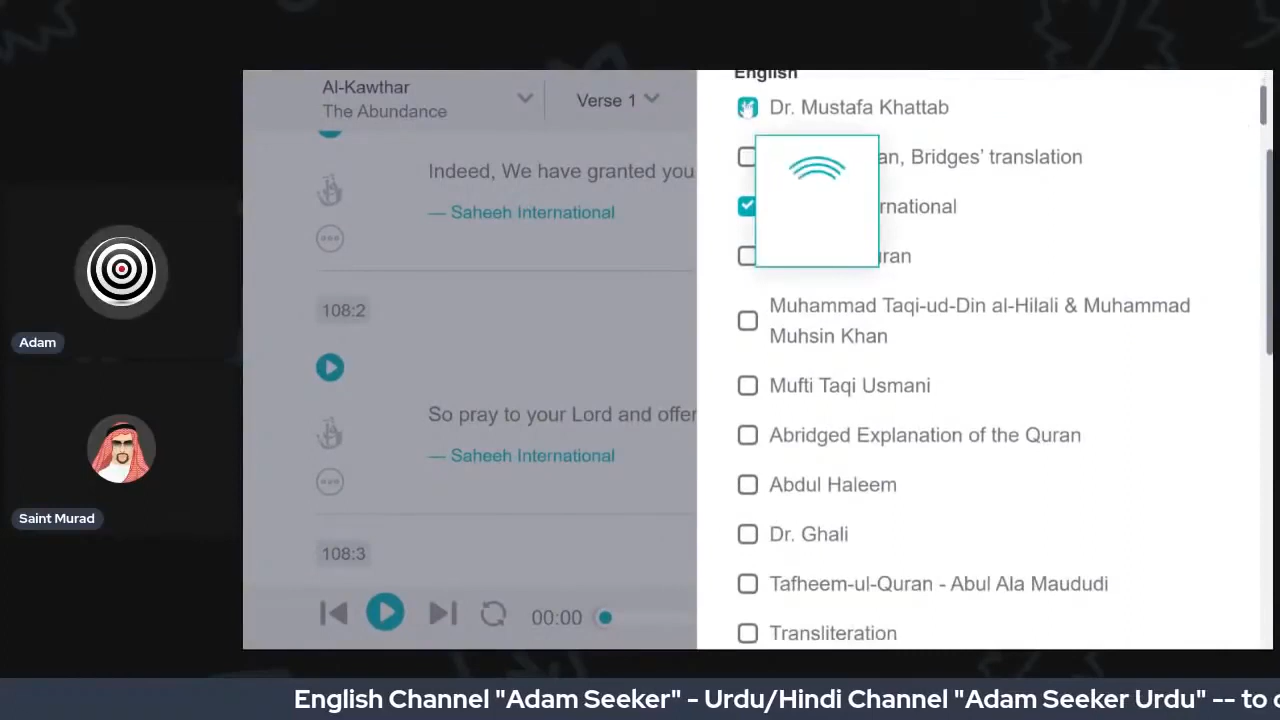 Al-Kawthar
The Abundance
Verse 1
Indeed, We have granted you
— Saheeh International
108:2
So pray to your Lord and offer
— Saheeh International
108:3
00:00
English
Dr. Mustafa Khattab
an, Bridges' translation
rnational
ran
Muhammad Taqi-ud-Din al-Hilali & Muhammad
Muhsin Khan
Mufti Taqi Usmani
Abridged Explanation of the Quran
Abdul Haleem
Dr. Ghali
Tafheem-ul-Quran - Abul Ala Maududi
Transliteration
Adam
Saint Murad
English Channel "Adam Seeker" - Urdu/Hindi Channel "Adam Seeker Urdu" -- to